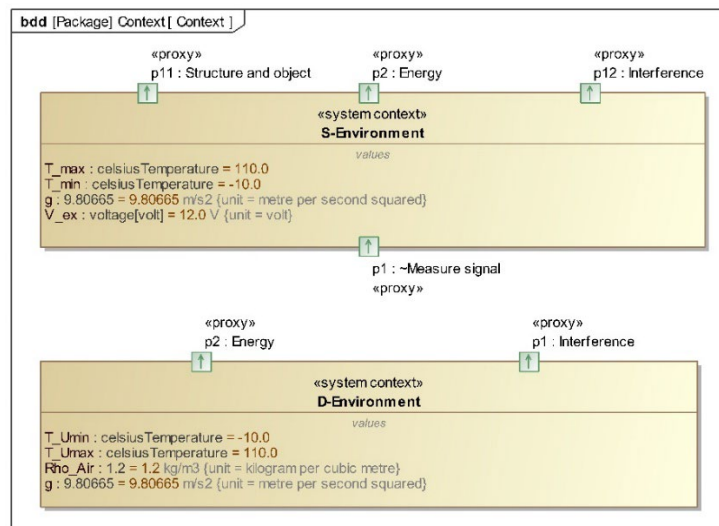 bdd [Package] Context [ Context ]
«proxy» «proxy» «proxy»
p11 : Structure and object p2 : Energy p12 : Interference
«system context»
S-Environment
values
T_max : celsiusTemperature = 110.0
T_min : celsiusTemperature = -10.0
g : 9.80665 = 9.80665 m/s2 {unit = metre per second squared}
V_ex : voltage[volt] = 12.0 V {unit = volt}
p1 : ~Measure signal
«proxy»
«proxy» «proxy»
p2 : Energy p1 : Interference
«system context»
D-Environment
values
T_Umin : celsiusTemperature = -10.0
T_Umax : celsiusTemperature = 110.0
Rho_Air : 1.2 = 1.2 kg/m3 {unit = kilogram per cubic metre}
g : 9.80665 = 9.80665 m/s2 {unit = metre per second squared}